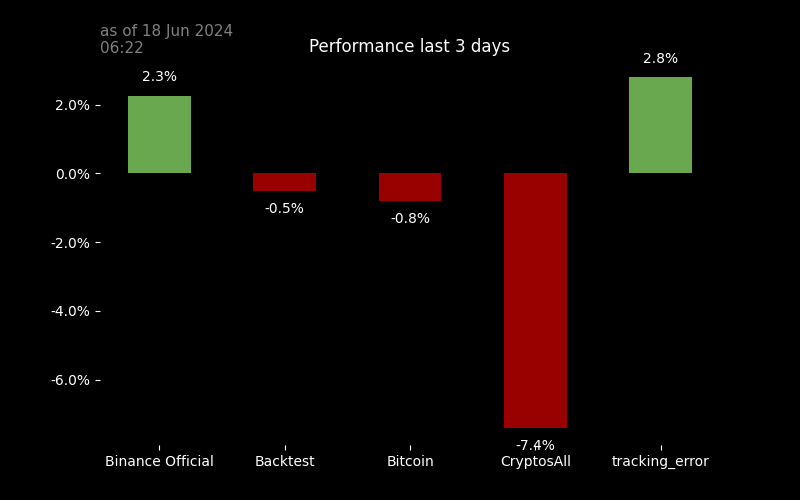 as of 18 Jun 2024
06:22
Performance last 3 days
2.3%
2.8%
2.0%
0.0%
-0.5%
-0.8%
-2.0%
-4.0%
-6.0%
-7.4%
Binance Official
Backtest
Bitcoin
CryptosAll
tracking_error